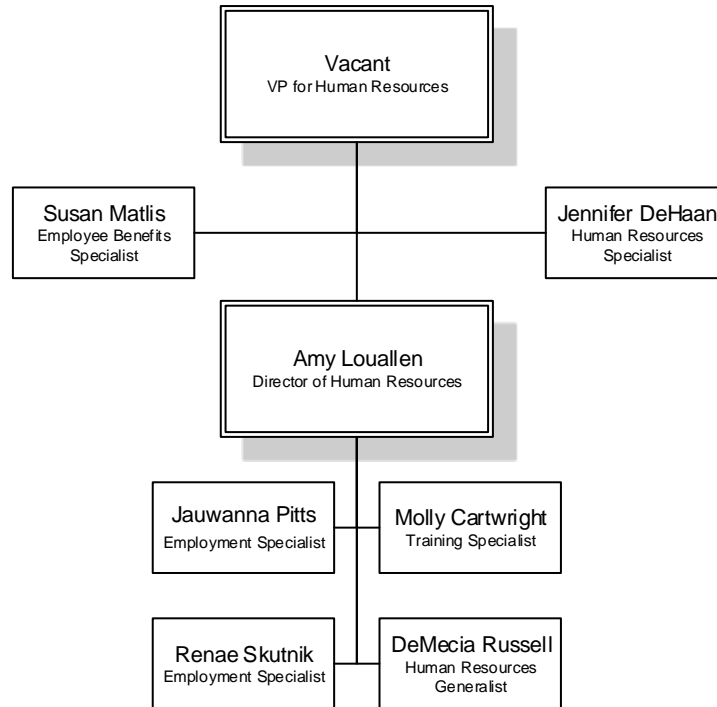 Vacant
VP for Human Resources
Susan Matlis
Employee Benefits
Specialist
Jennifer DeHaan
Human Resources
Specialist
Amy Louallen
Director of Human Resources
Jauwanna Pitts
Employment Specialist
Molly Cartwright
Training Specialist
Renae Skutnik
Employment Specialist
DeMecia Russell
Human Resources
Generalist